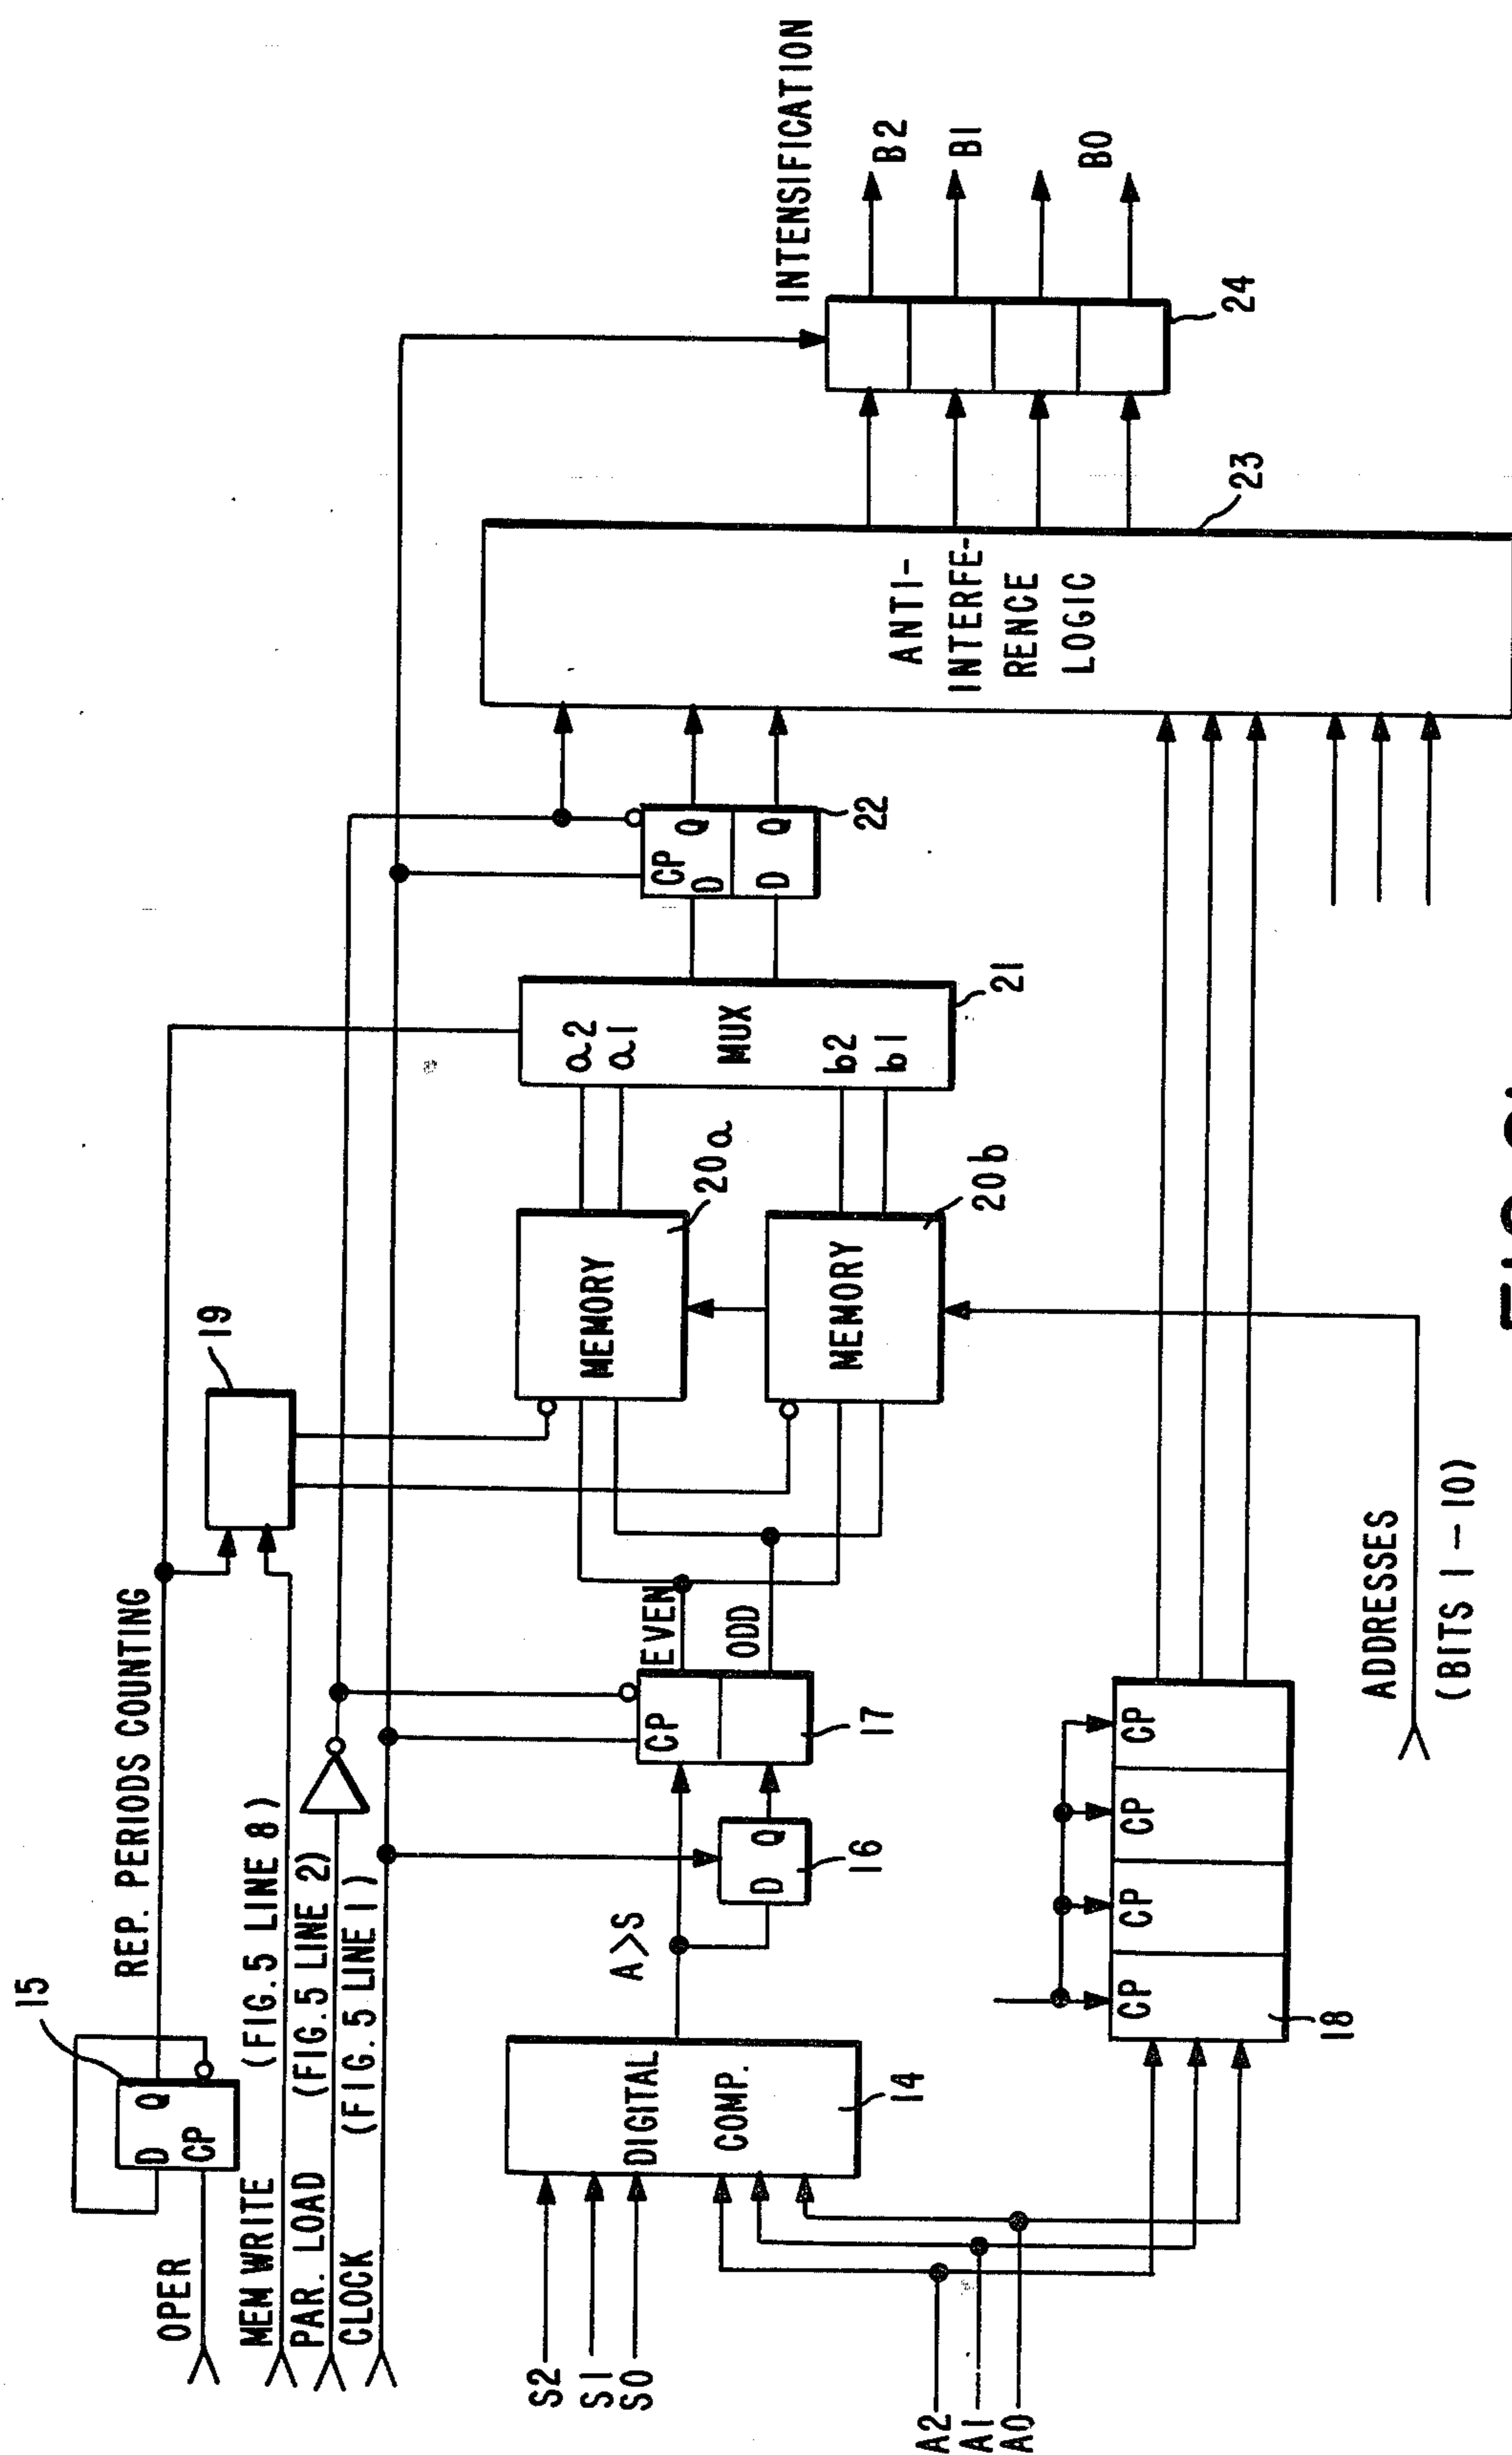 15
REP. PERIODS COUNTING
19
OPER
D Q
CP
MEM WRITE (FIG. 5 LINE 8)
PAR. LOAD (FIG. 5 LINE 2)
CLOCK (FIG. 5 LINE 1)
S2
S1
S0
DIGITAL
COMP.
14
A>S
D Q
16
CP
17
EVEN
ODD
MEMORY
20a
MEMORY
20b
a2
a1
MUX
b2
b1
21
CP
D Q
D Q
22
ANTI-
INTERFE-
RENCE
LOGIC
23
INTENSIFICATION
B2
B1
B0
24
A2
A1
A0
CP CP CP CP
18
ADDRESSES
(BITS 1-10)